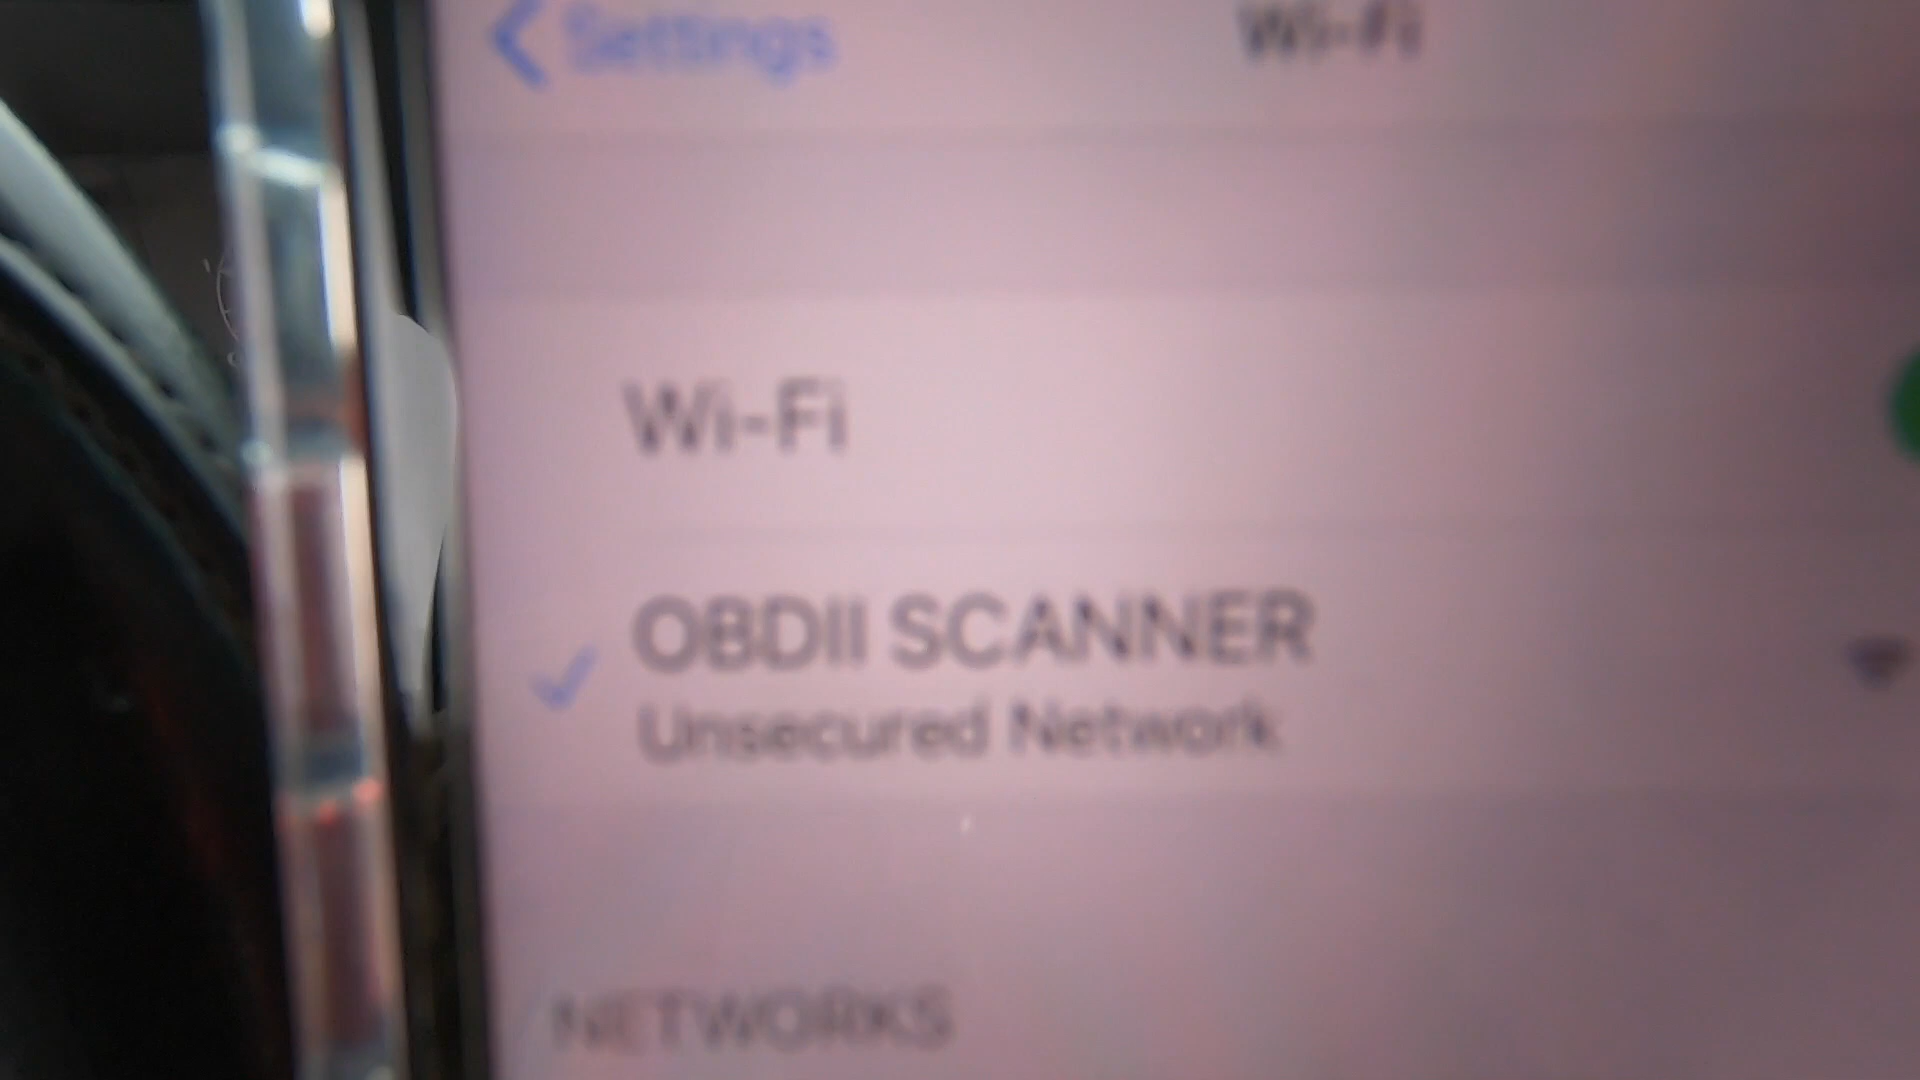 Settings
Wi-Fi
Wi-Fi
OBDII SCANNER
Unsecured Network
NETWORKS